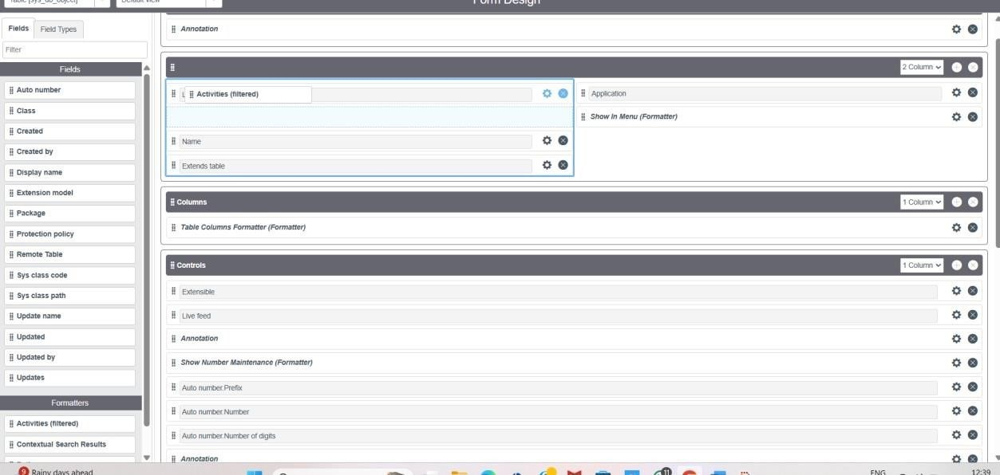 Table [sys_db_object]
Default view
Form Design
Fields
Field Types
Filter
Fields
Auto number
Class
Created
Created by
Display name
Extension model
Package
Protection policy
Remote Table
Sys class code
Sys class path
Update name
Updated
Updated by
Updates
Formatters
Activities (filtered)
Contextual Search Results
Annotation
2 Column
L
Activities (filtered)
Name
Extends table
Application
Show In Menu (Formatter)
Columns
1 Column
Table Columns Formatter (Formatter)
Controls
1 Column
Extensible
Live feed
Annotation
Show Number Maintenance (Formatter)
Auto number.Prefix
Auto number.Number
Auto number.Number of digits
Annotation
9
Rainy days ahead
11
ENG
12:39